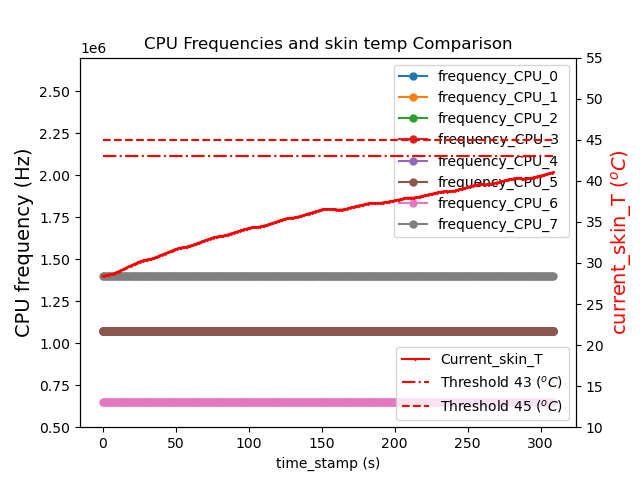 CPU Frequencies and skin temp Comparison
1e6
CPU frequency (Hz)
2.50
2.25
2.00
1.75
1.50
1.25
1.00
0.75
0.50
frequency_CPU_0
frequency_CPU_1
frequency_CPU_2
frequency_CPU_3
frequency_CPU_4
frequency_CPU_5
frequency_CPU_6
frequency_CPU_7
Current_skin_T
Threshold 43 (°C)
Threshold 45 (°C)
55
50
45
40
35
30
25
20
15
10
current_skin_T (°C)
0 50 100 150 200 250 300
time_stamp (s)